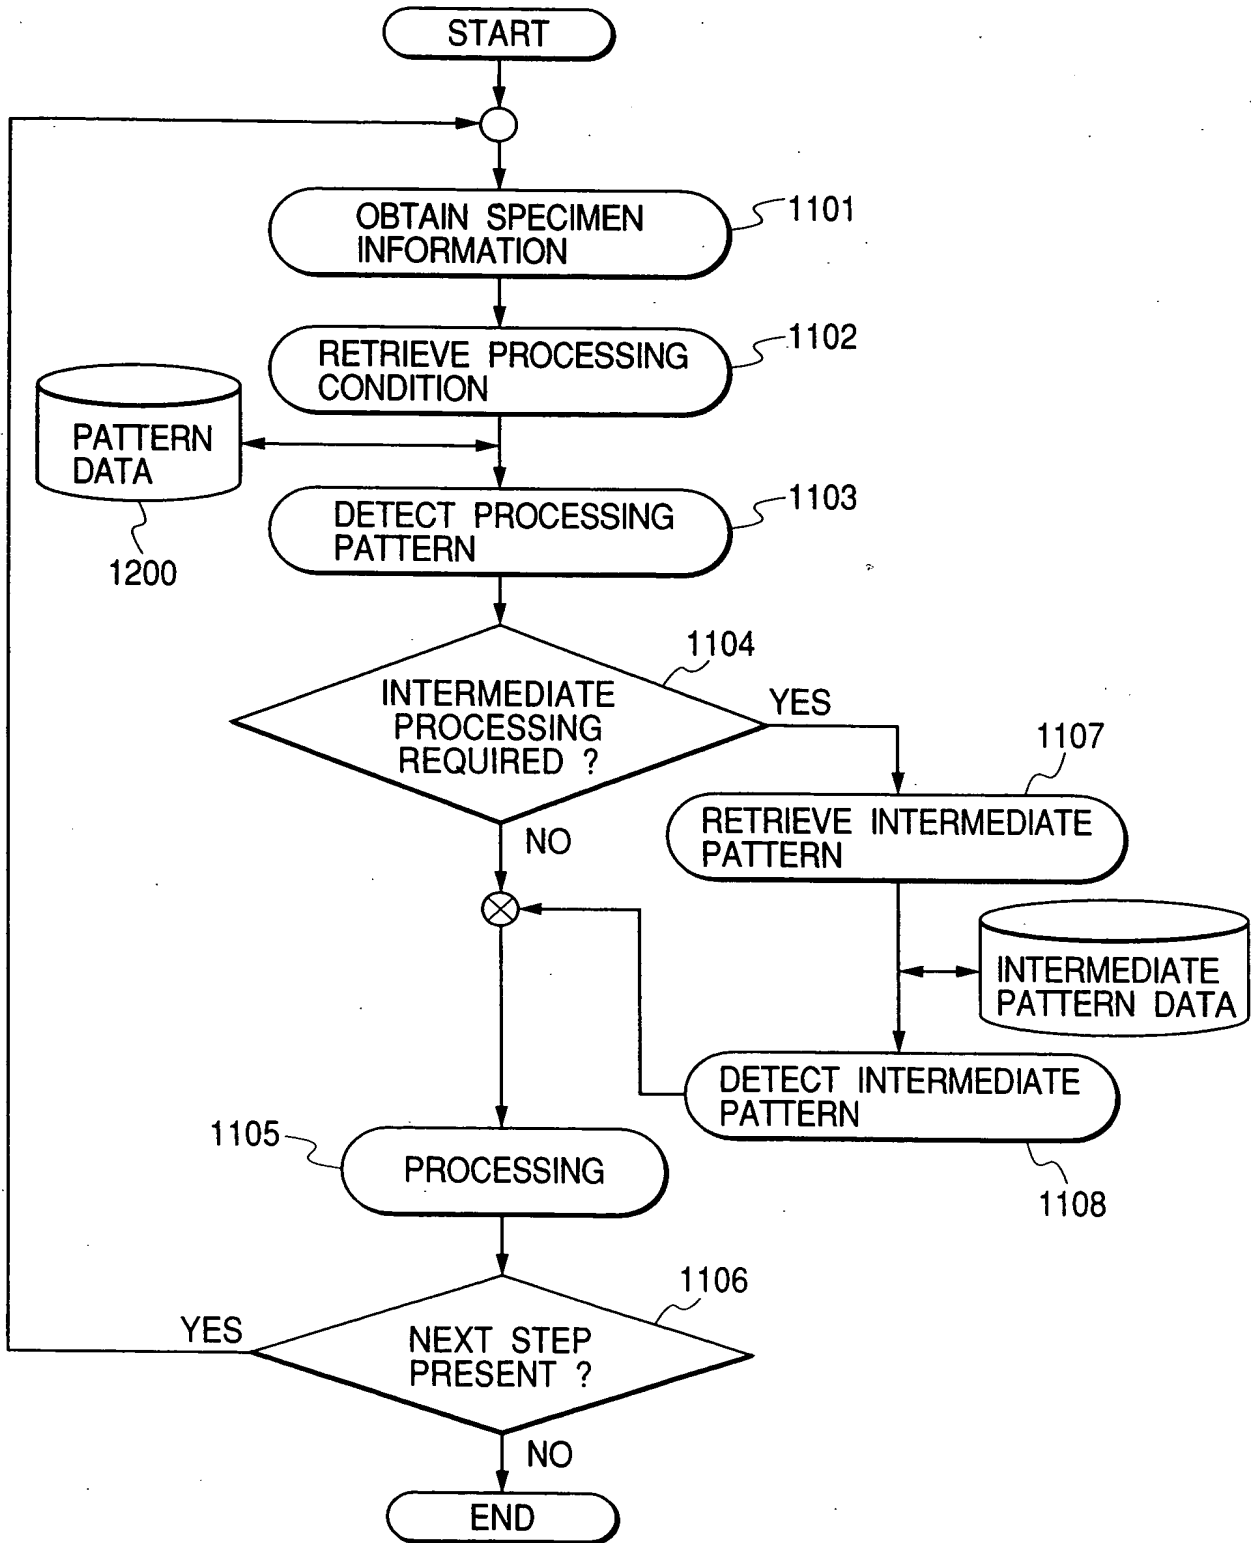 START
OBTAIN SPECIMEN
INFORMATION
1101
RETRIEVE PROCESSING
CONDITION
1102
PATTERN
DATA
1200
DETECT PROCESSING
PATTERN
1103
INTERMEDIATE
PROCESSING
REQUIRED ?
1104
YES
NO
1107
RETRIEVE INTERMEDIATE
PATTERN
INTERMEDIATE
PATTERN DATA
DETECT INTERMEDIATE
PATTERN
1108
1105
PROCESSING
1106
NEXT STEP
PRESENT ?
YES
NO
END